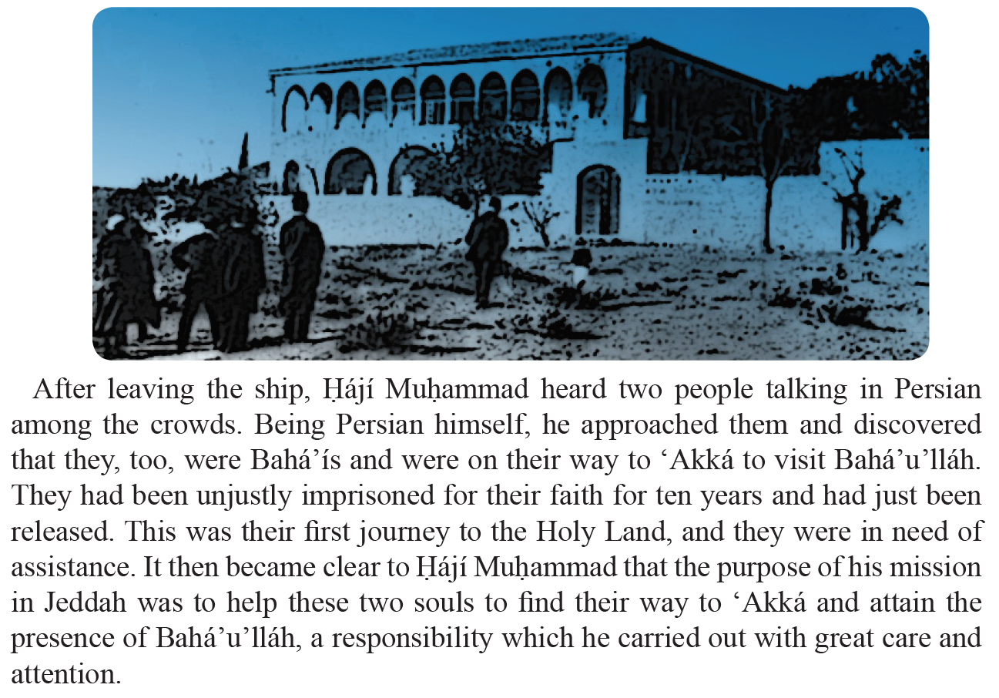 After leaving the ship, Ḥájí Muḥammad heard two people talking in Persian
among the crowds. Being Persian himself, he approached them and discovered
that they, too, were Bahá’ís and were on their way to ‘Akká to visit Bahá’u’lláh.
They had been unjustly imprisoned for their faith for ten years and had just been
released. This was their first journey to the Holy Land, and they were in need of
assistance. It then became clear to Ḥájí Muḥammad that the purpose of his mission
in Jeddah was to help these two souls to find their way to ‘Akká and attain the
presence of Bahá’u’lláh, a responsibility which he carried out with great care and
attention.